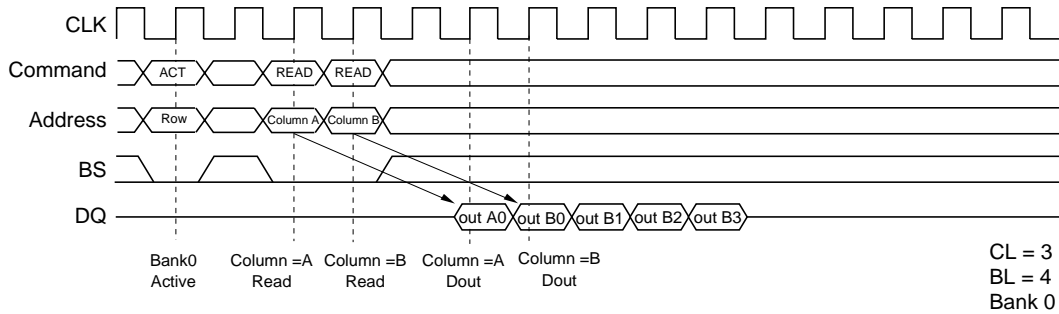 CLK
Command
ACT
READ
READ
Address
Row
Column A
Column B
BS
DQ
out A0
out B0
out B1
out B2
out B3
Bank0
Active
Column =A
Read
Column =B
Read
Column =A
Dout
Column =B
Dout
CL = 3
BL = 4
Bank 0